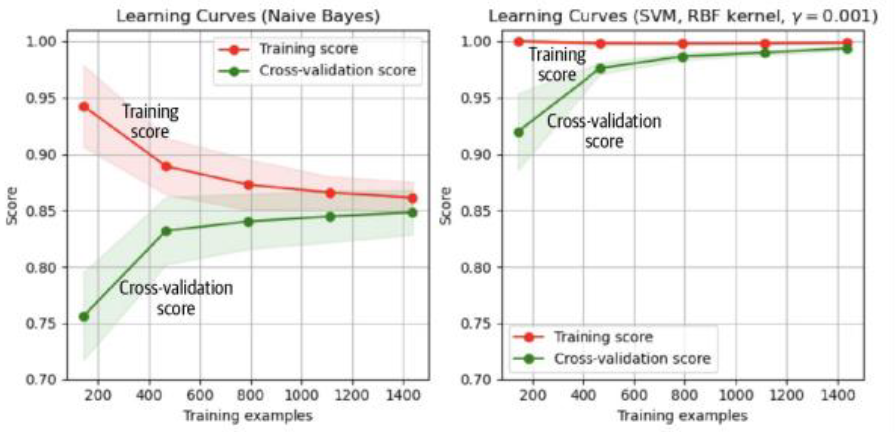 Learning Curves (Naive Bayes)
1.00
0.95
0.90
0.85
0.80
0.75
0.70
Score
Training score
Cross-validation score
Training
score
Cross-validation
score
200 400 600 800 1000 1200 1400
Training examples
Learning Curves (SVM, RBF kernel, γ = 0.001)
1.00
0.95
0.90
0.85
0.80
0.75
0.70
Score
Training
score
Cross-validation
score
Training score
Cross-validation score
200 400 600 800 1000 1200 1400
Training examples